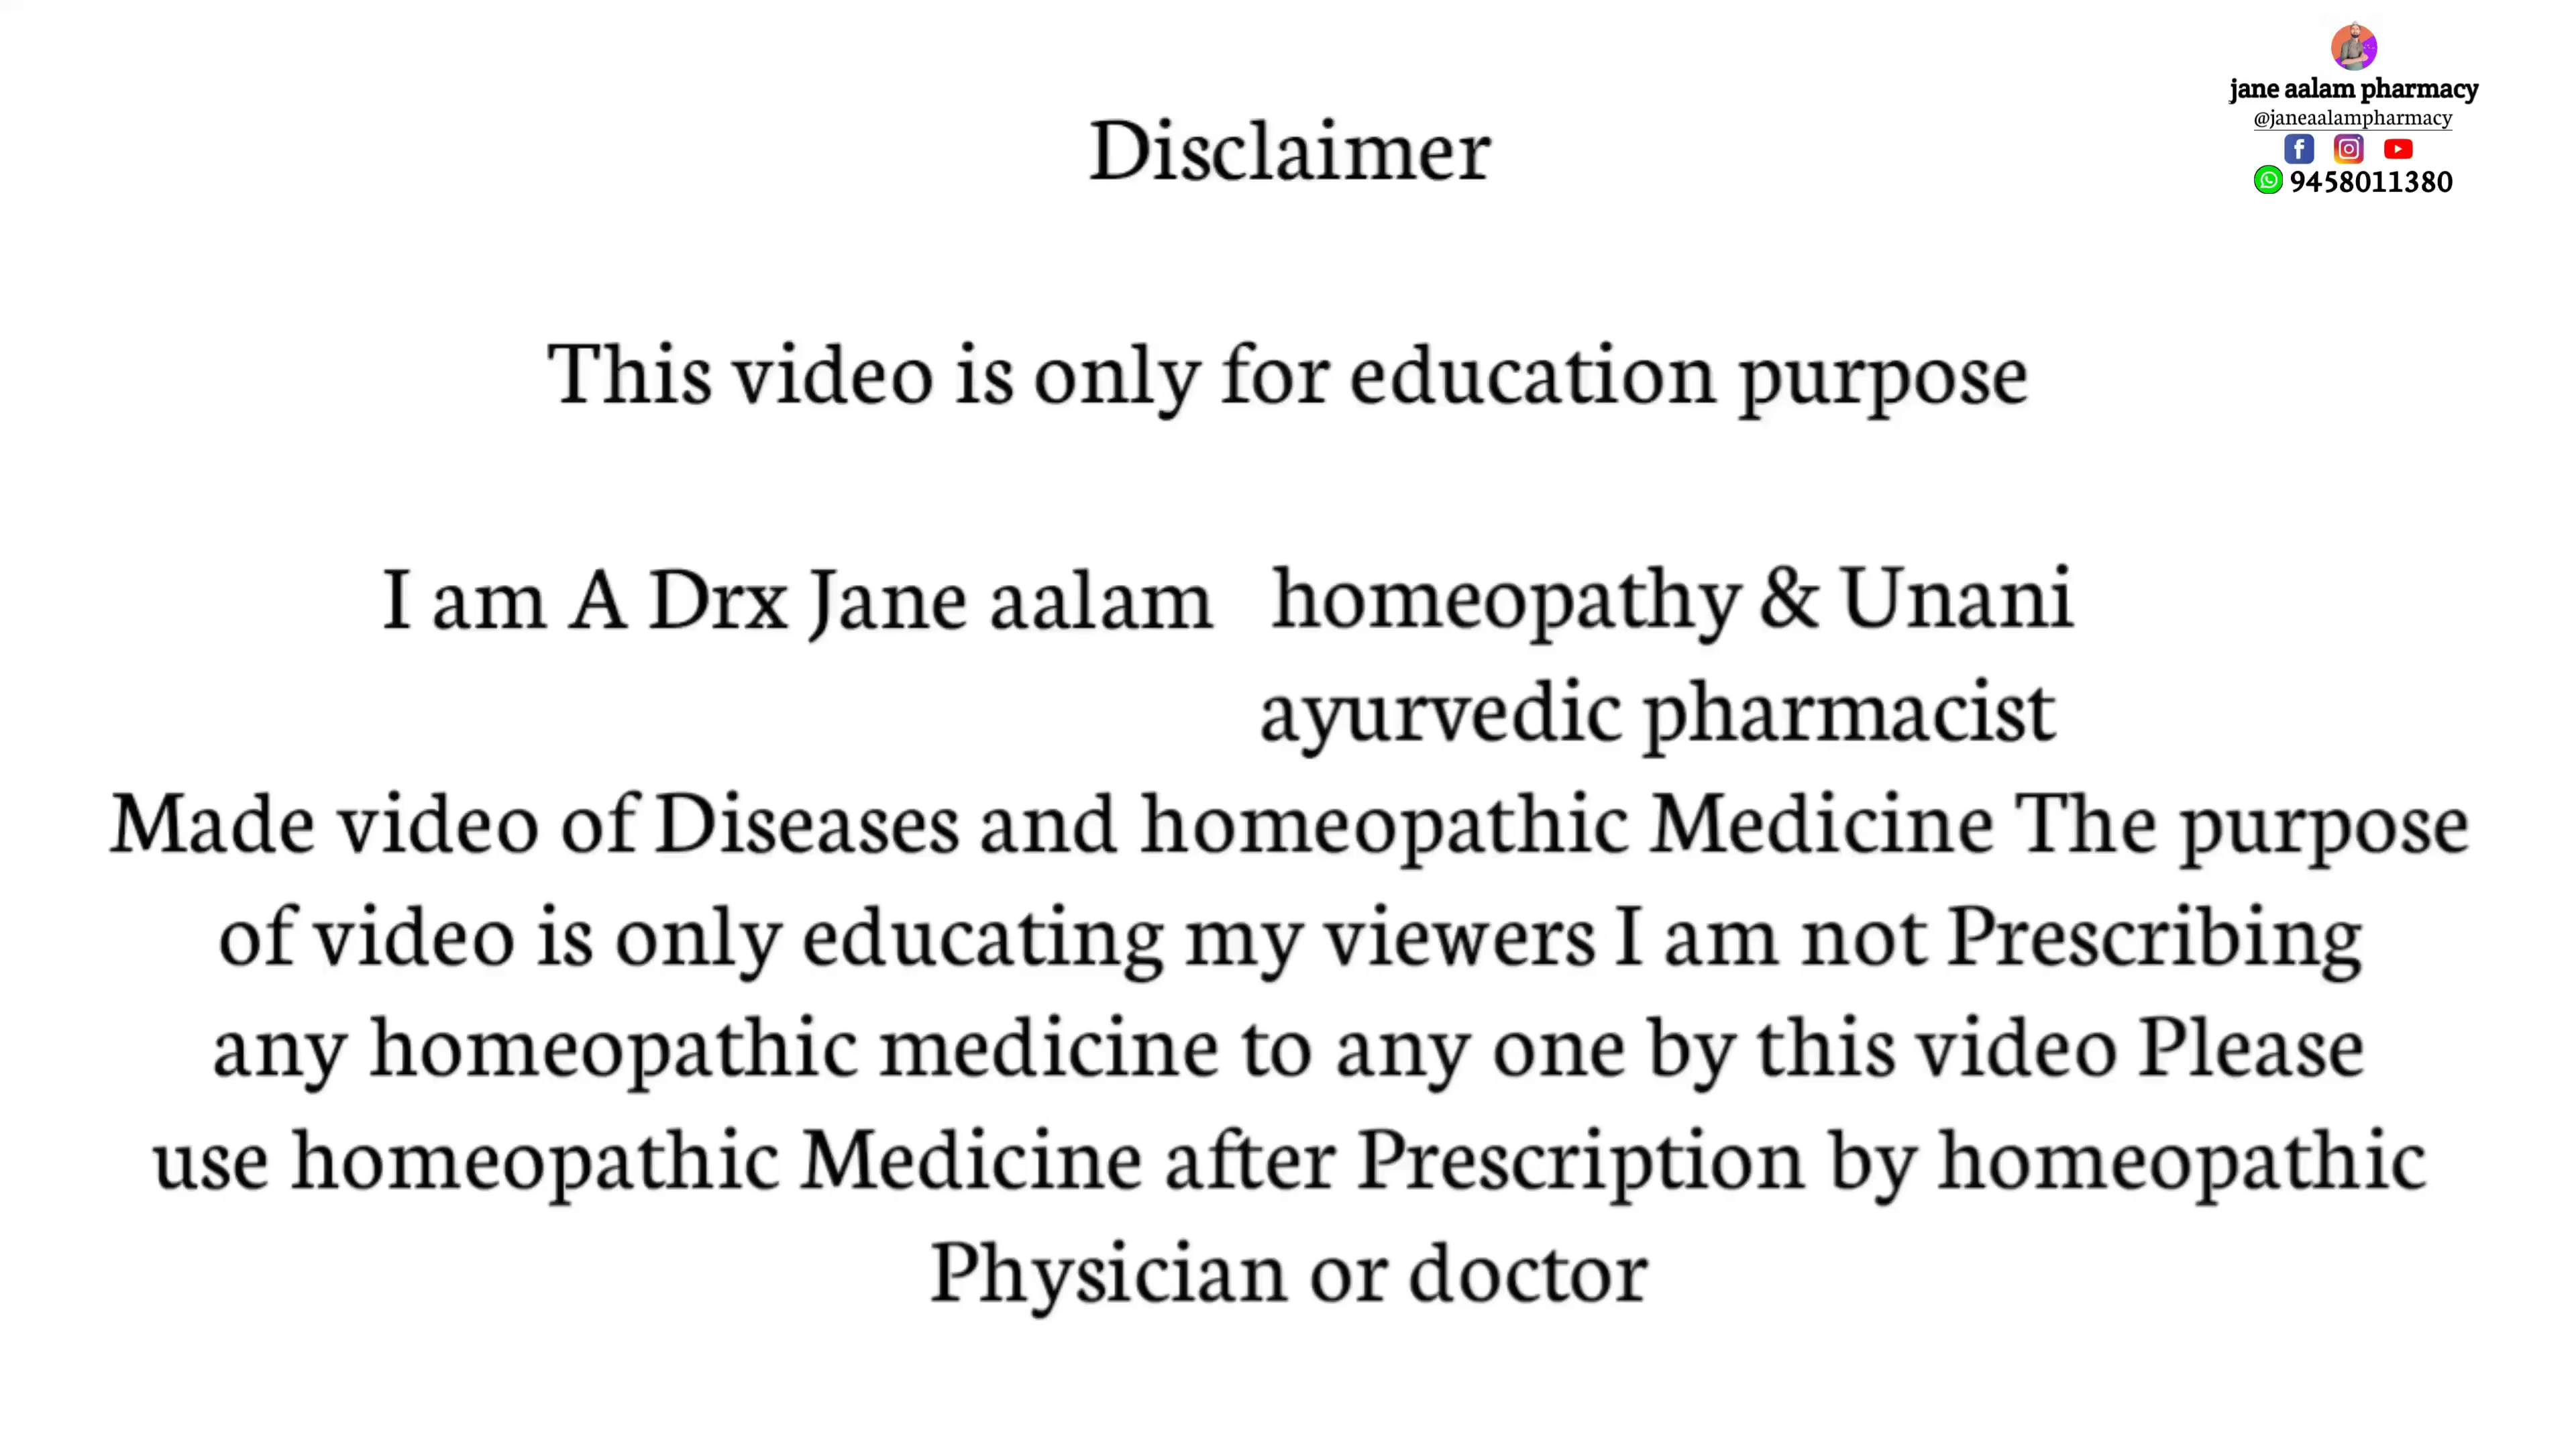 jane aalam pharmacy
@janeaalampharmacy
9458011380
Disclaimer
This video is only for education purpose
I am A Drx Jane aalam homeopathy & Unani
ayurvedic pharmacist
Made video of Diseases and homeopathic Medicine The purpose
of video is only educating my viewers I am not Prescribing
any homeopathic medicine to any one by this video Please
use homeopathic Medicine after Prescription by homeopathic
Physician or doctor